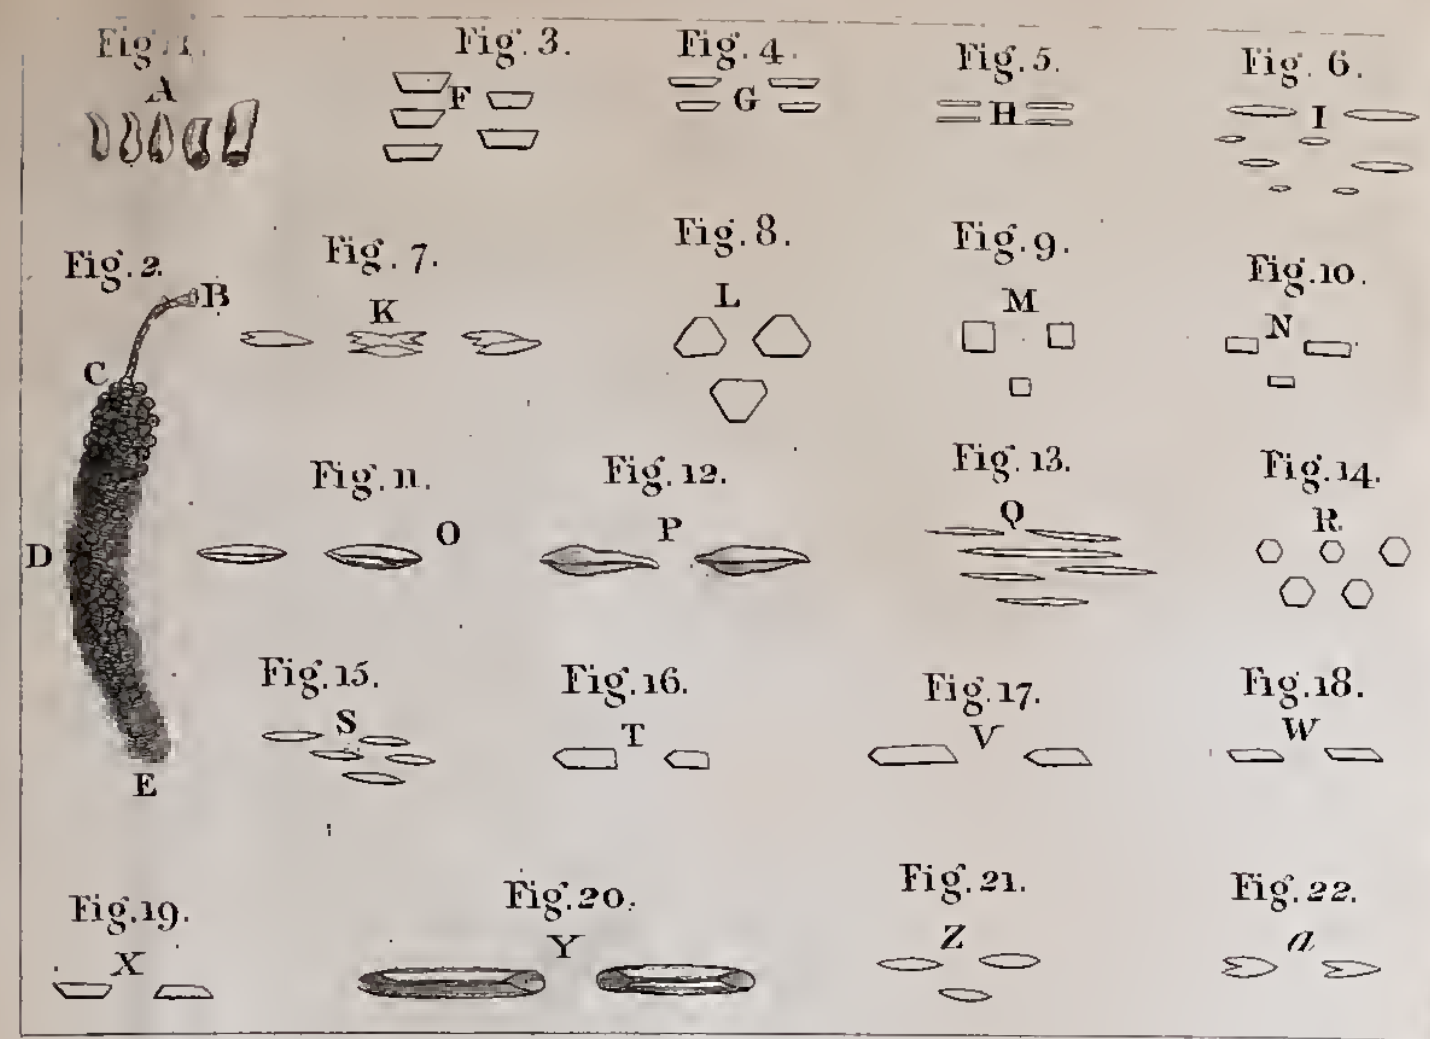 Fig. 1.
A
Fig. 3.
F
Fig. 4.
G
Fig. 5.
H
Fig. 6.
I
Fig. 2.
B
C
D
E
Fig. 7.
K
Fig. 8.
L
Fig. 9.
M
Fig. 10.
N
Fig. 11.
O
Fig. 12.
P
Fig. 13.
Q
Fig. 14.
R
Fig. 15.
S
Fig. 16.
T
Fig. 17.
V
Fig. 18.
W
Fig. 19.
X
Fig. 20.
Y
Fig. 21.
Z
Fig. 22.
a